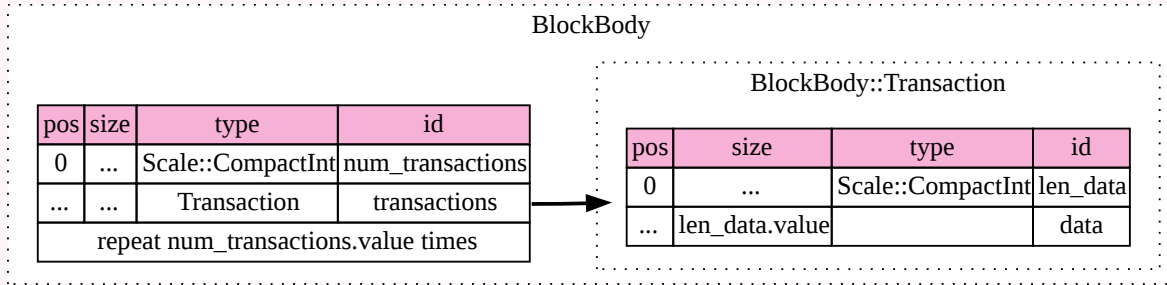 BlockBody
pos size type id
0 ... Scale::CompactInt num_transactions
... ... Transaction transactions
repeat num_transactions.value times
BlockBody::Transaction
pos size type id
0 ... Scale::CompactInt len_data
... len_data.value data